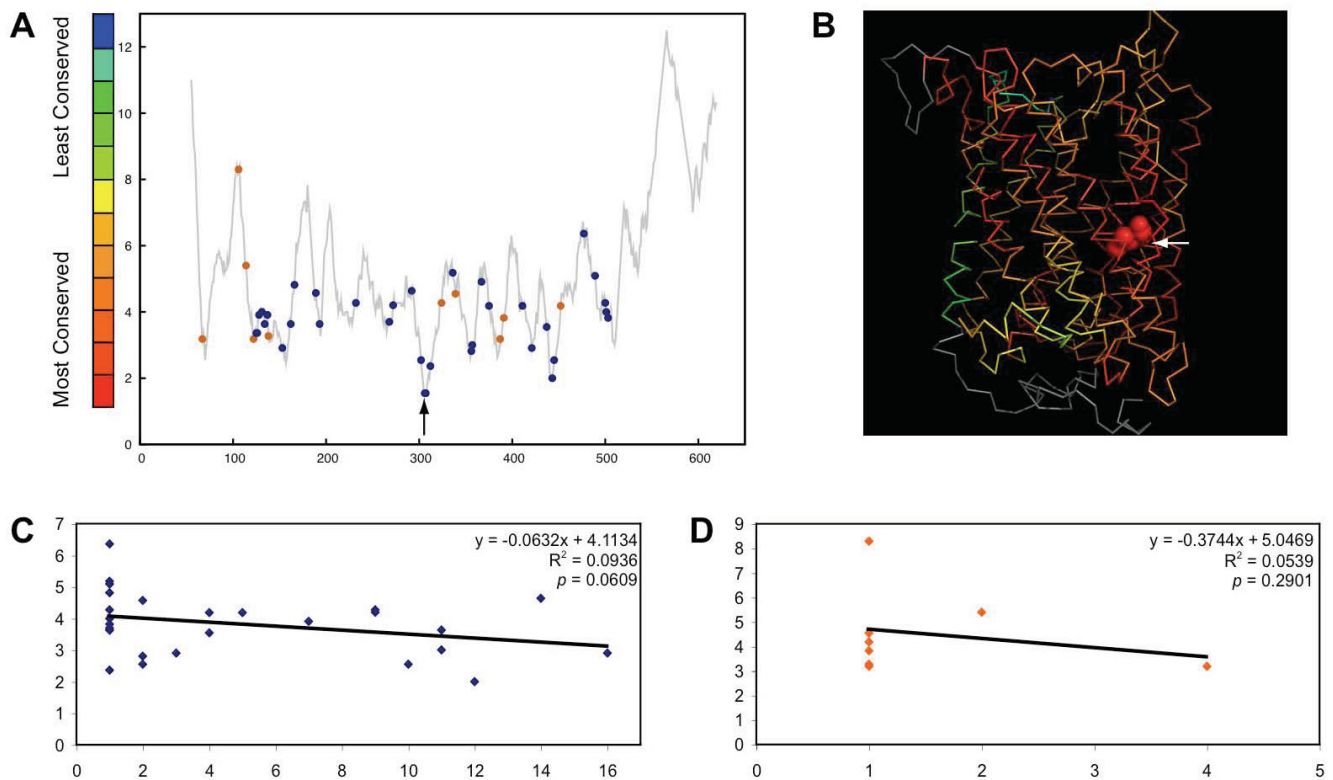 A
Least Conserved
Most Conserved
12
10
8
6
4
2
0
0 100 200 300 400 500 600
B
C
7
6
5
4
3
2
1
0
0 2 4 6 8 10 12 14 16
y = -0.0632x + 4.1134
R² = 0.0936
p = 0.0609
D
9
8
7
6
5
4
3
2
1
0
0 1 2 3 4 5
y = -0.3744x + 5.0469
R² = 0.0539
p = 0.2901